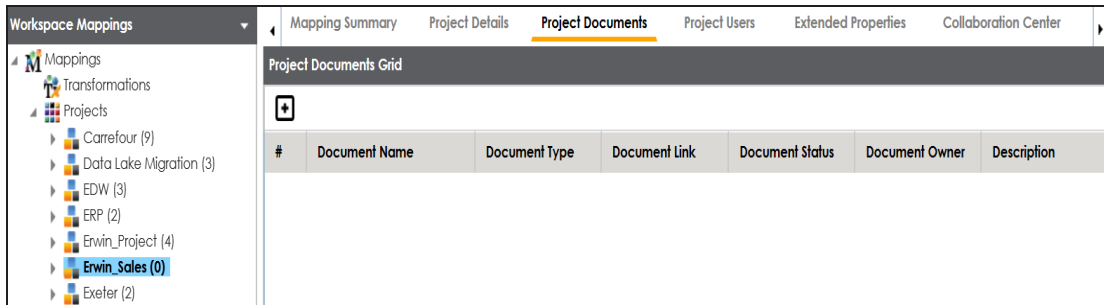 Workspace Mappings
Mappings
Transformations
Projects
Carrefour (9)
Data Lake Migration (3)
EDW (3)
ERP (2)
Erwin_Project (4)
Erwin_Sales (0)
Exeter (2)
Mapping Summary Project Details Project Documents Project Users Extended Properties Collaboration Center
Project Documents Grid
# Document Name Document Type Document Link Document Status Document Owner Description